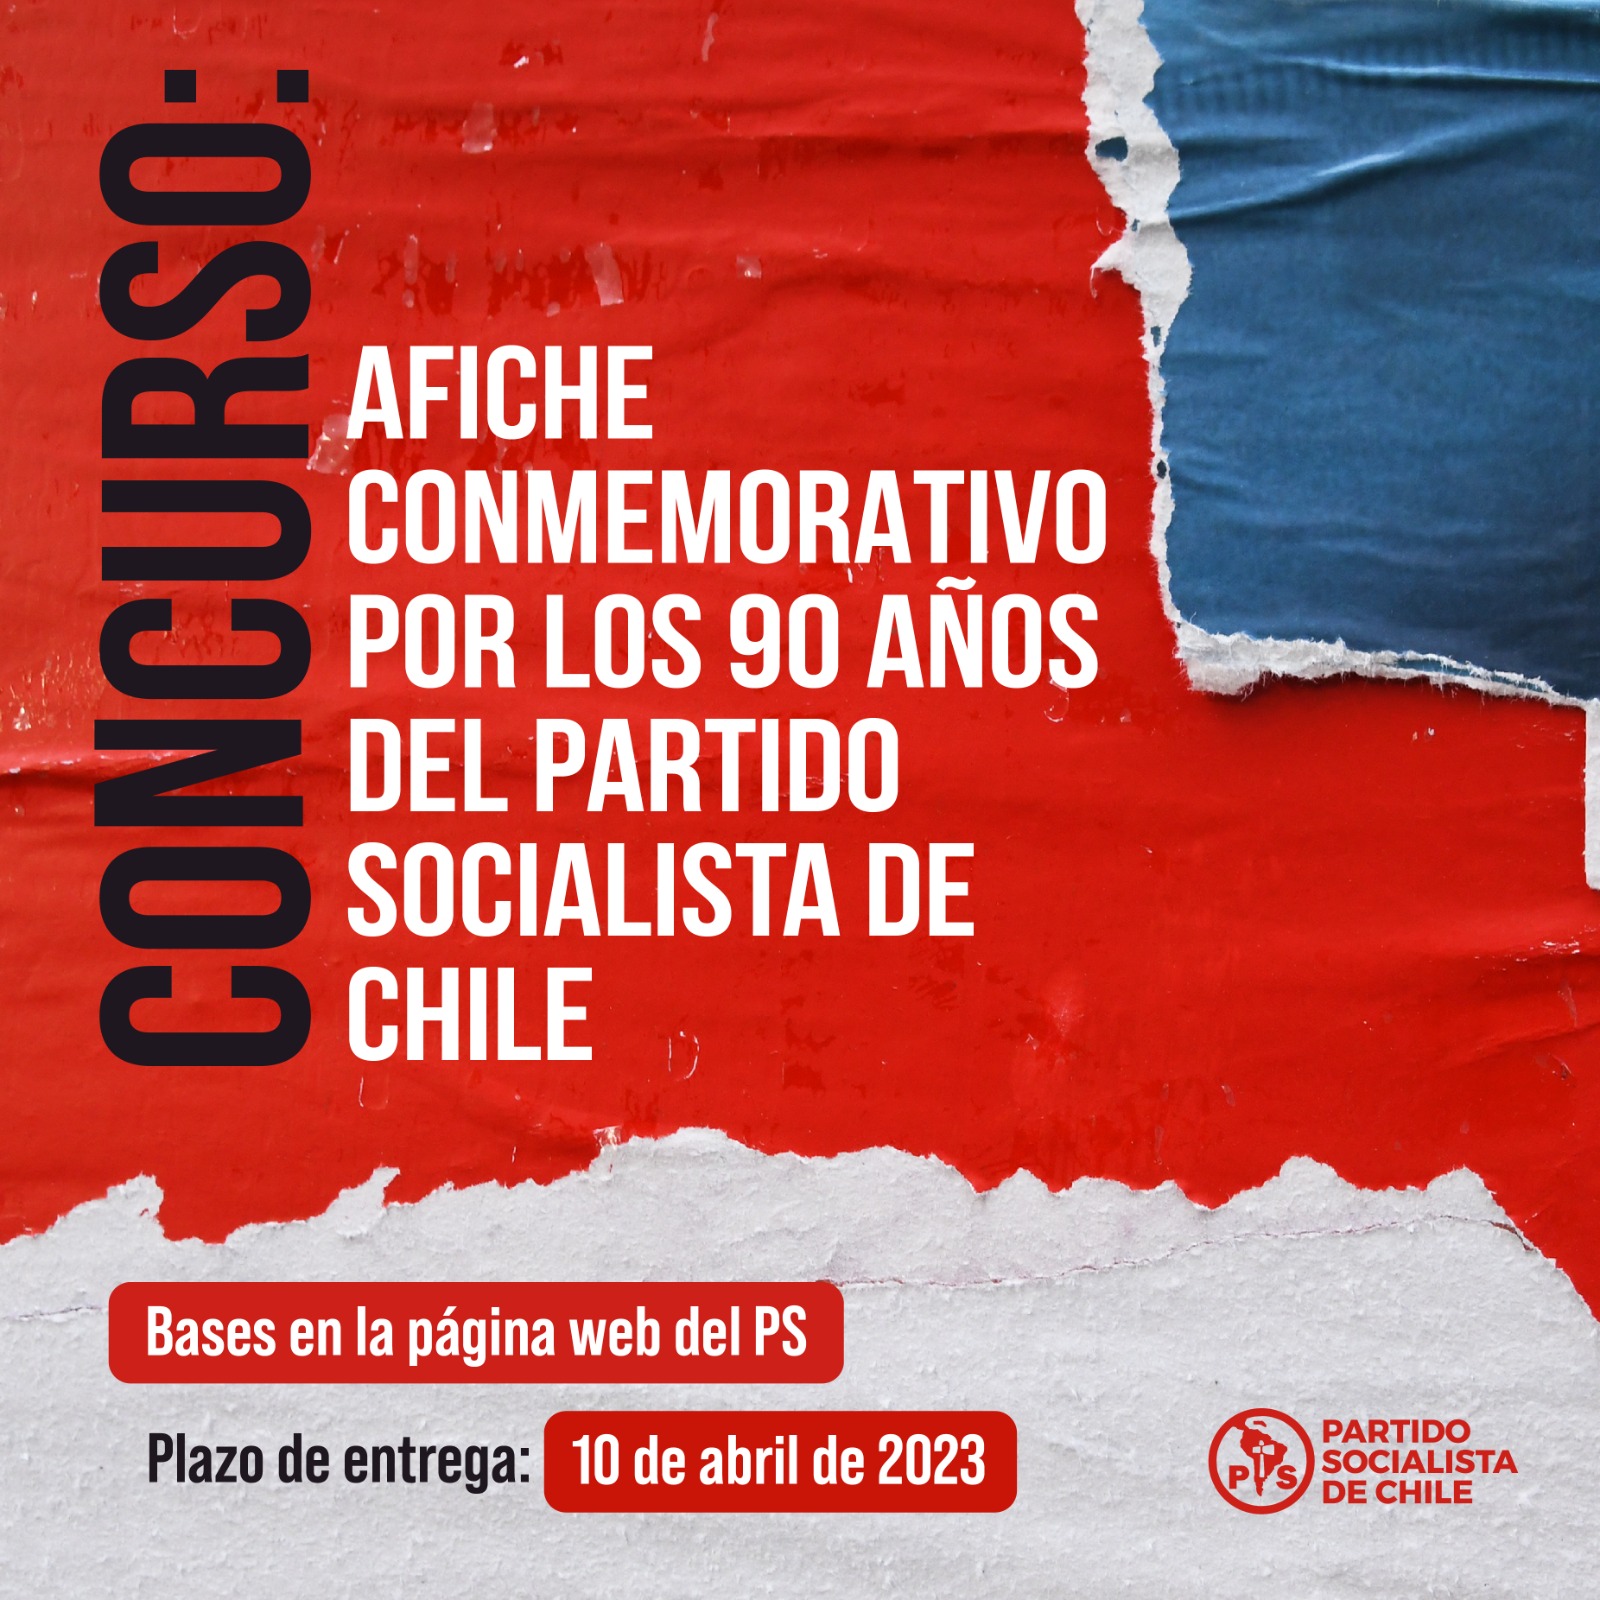 CONCURSO:
AFICHE
CONMEMORATIVO
POR LOS 90 AÑOS
DEL PARTIDO
SOCIALISTA DE
CHILE
Bases en la página web del PS
Plazo de entrega: 10 de abril de 2023
PS
PARTIDO
SOCIALISTA
DE CHILE